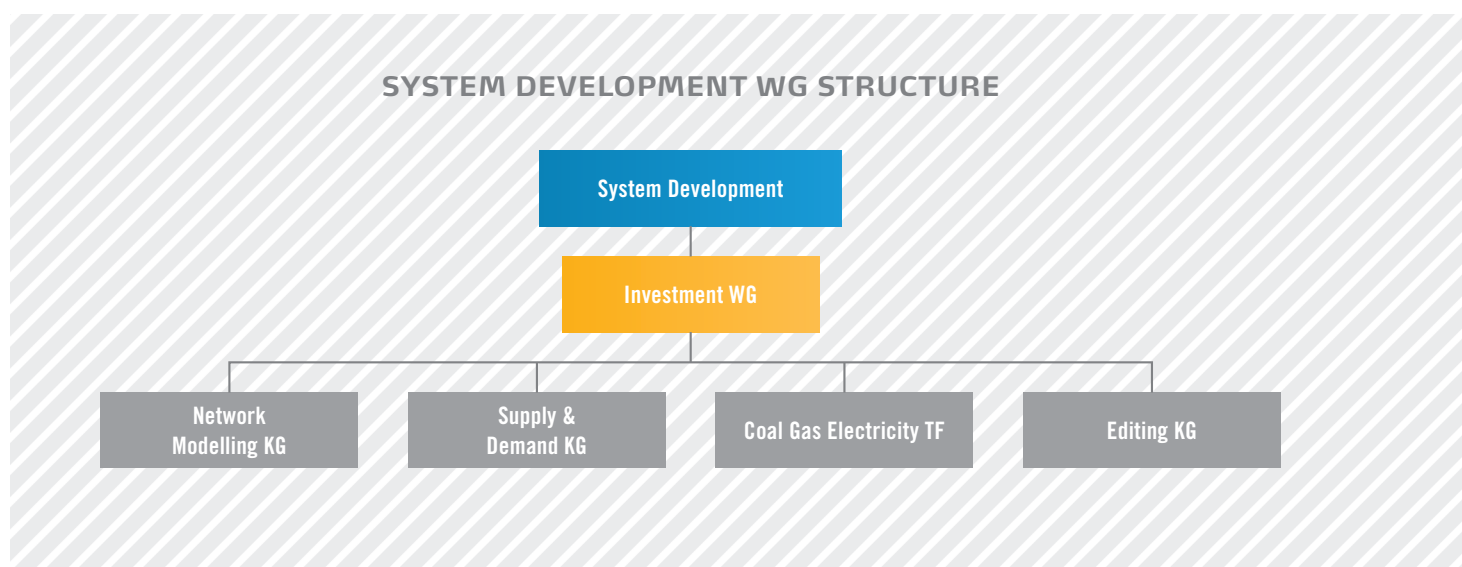 SYSTEM DEVELOPMENT WG STRUCTURE
System Development
Investment WG
Network
Modelling KG
Supply &
Demand KG
Coal Gas Electricity TF
Editing KG